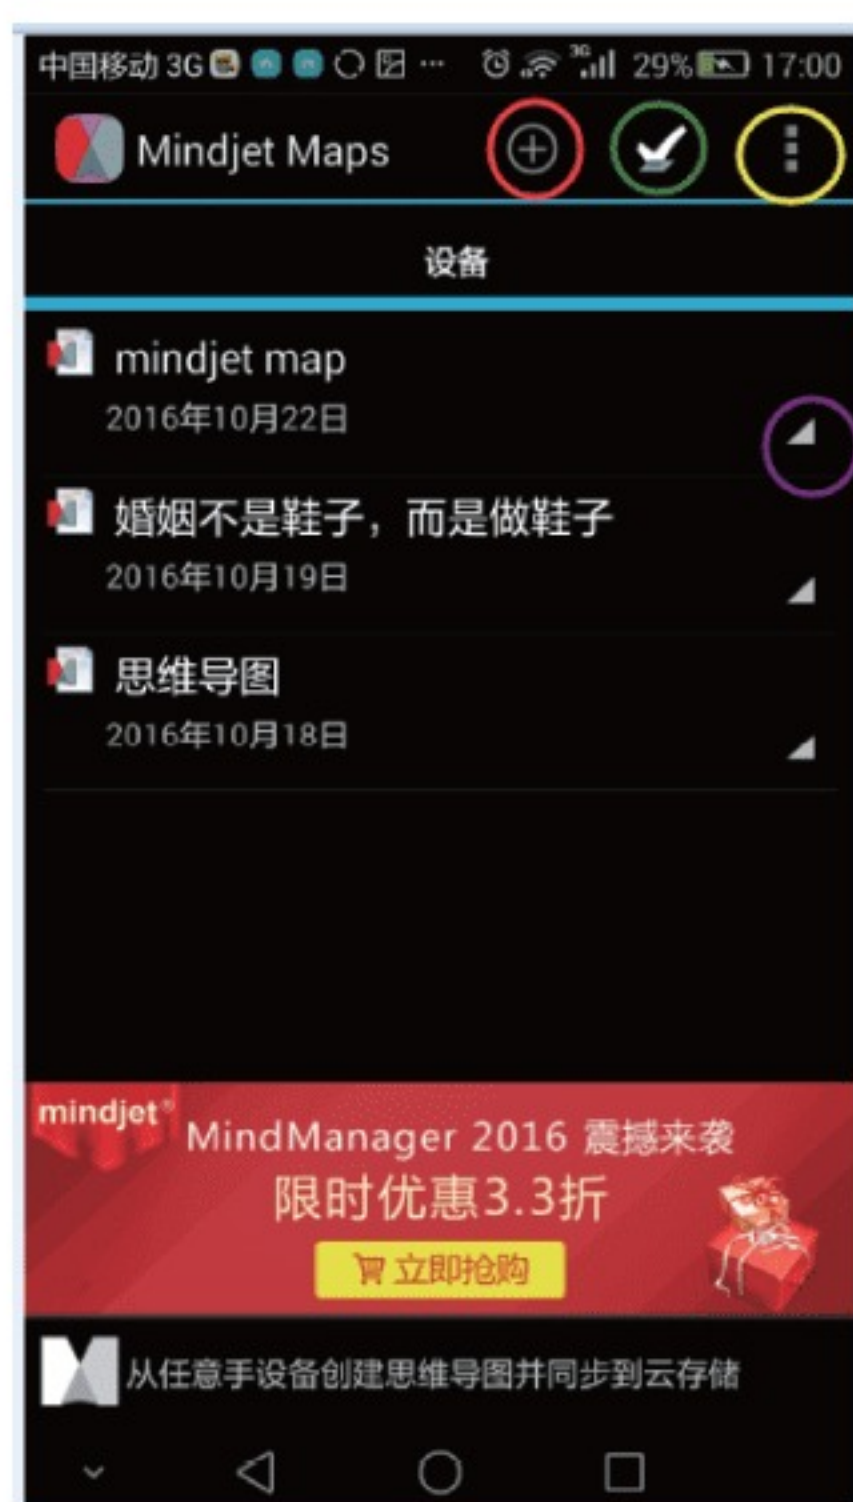 中国移动 3G ... 3G 29% 17:00
Mindjet Maps
设备
mindjet map
2016年10月22日
婚姻不是鞋子，而是做鞋子
2016年10月19日
思维导图
2016年10月18日
mindjet®
MindManager 2016 震撼来袭
限时优惠3.3折
立即抢购
从任意手设备创建思维导图并同步到云存储